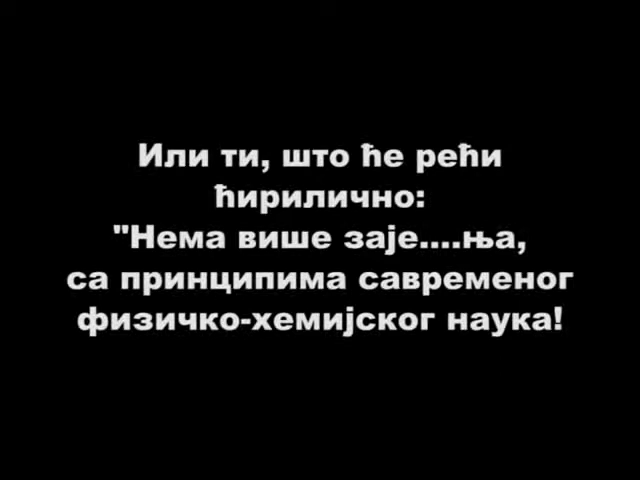 Или ти, што ће рећи
ћирилично:
"Нема више заје....ња,
са принципима савременог
физичко-хемијског наука!